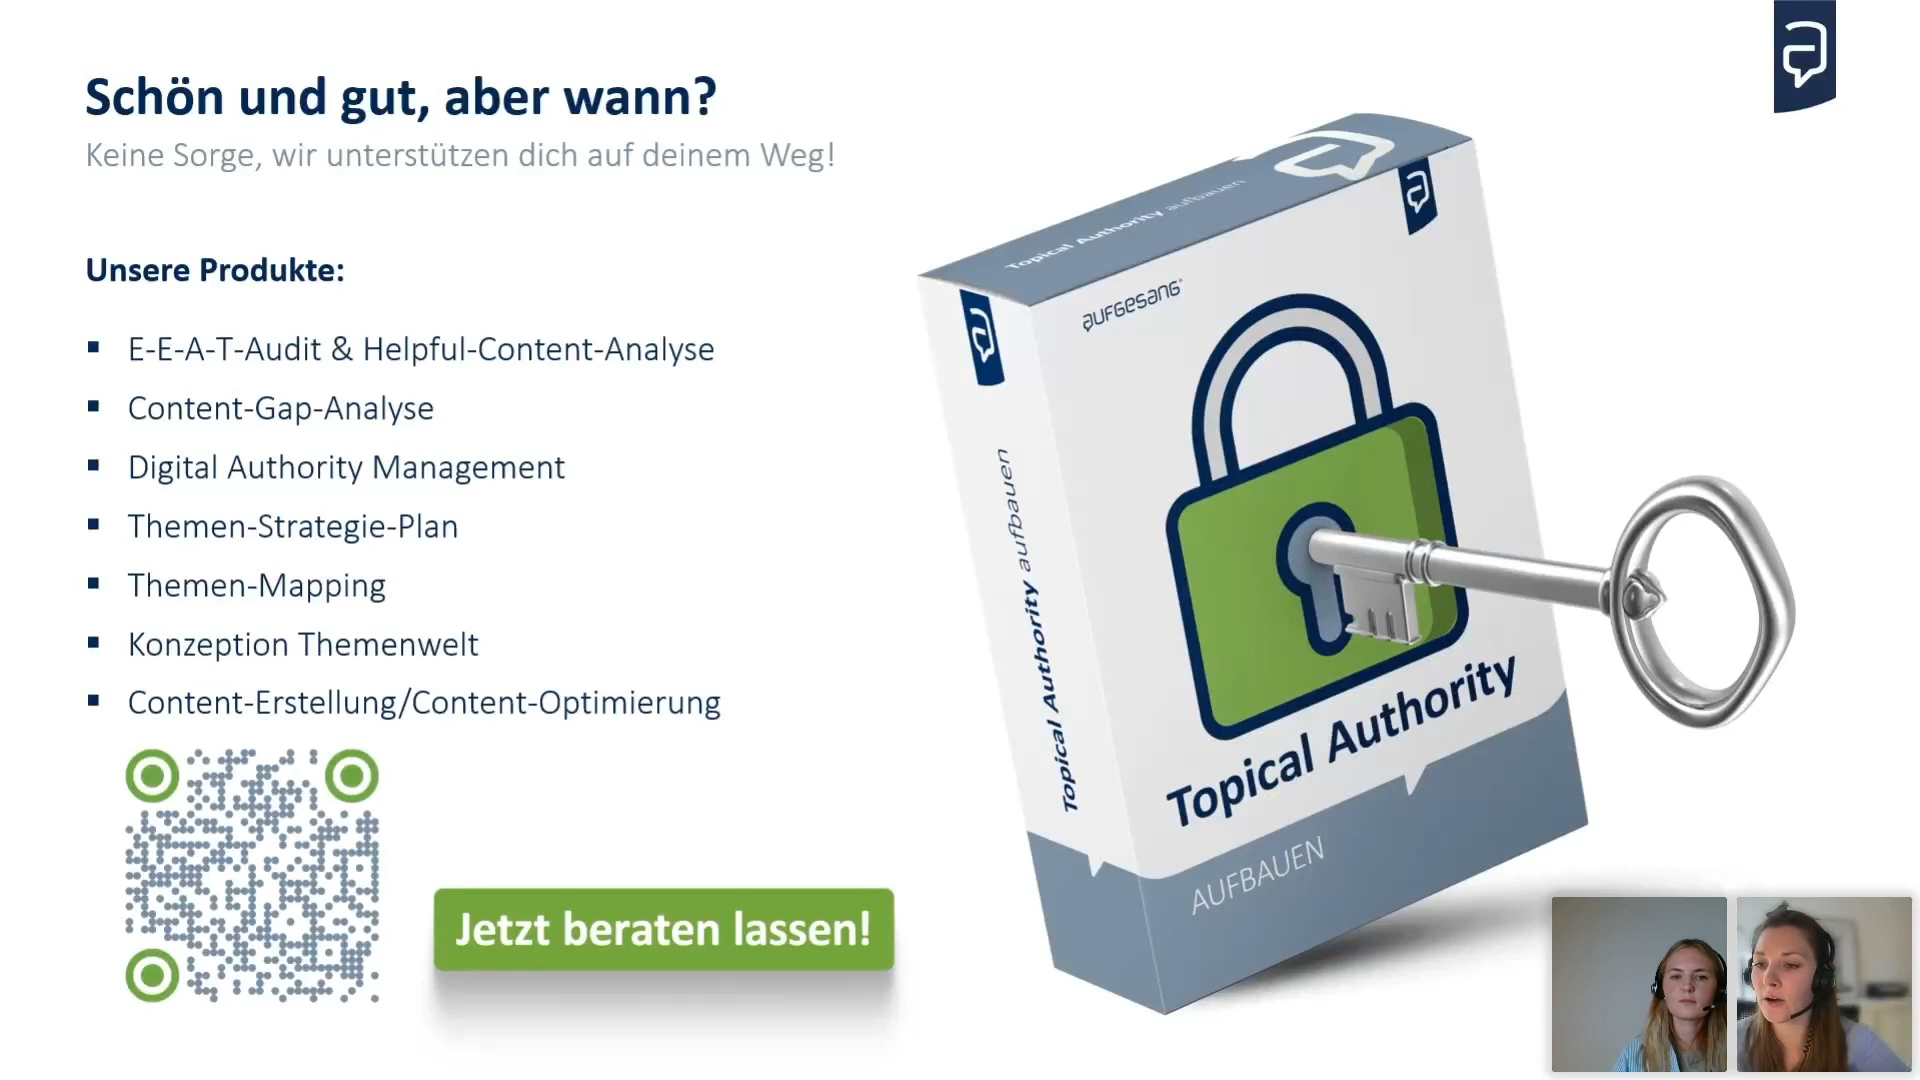 Schön und gut, aber wann?
Keine Sorge, wir unterstützen dich auf deinem Weg!
Unsere Produkte:
E-E-A-T-Audit & Helpful-Content-Analyse
Content-Gap-Analyse
Digital Authority Management
Themen-Strategie-Plan
Themen-Mapping
Konzeption Themenwelt
Content-Erstellung/Content-Optimierung
Jetzt beraten lassen!
Topical Authority aufbauen
aufgesang
Topical Authority aufbauen
Topical Authority
AUFBAUEN